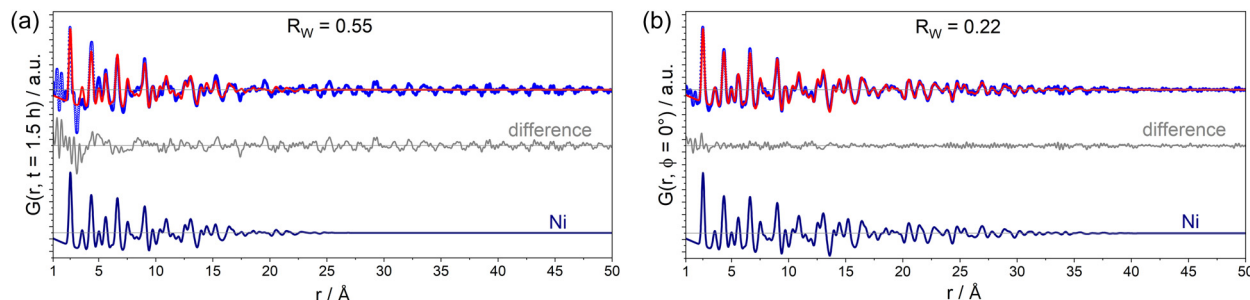 (a)
R_W = 0.55
G(r, t = 1.5 h) / a.u.
difference
Ni
1 5 10 15 20 25 30 35 40 45 50
r / Å
(b)
R_W = 0.22
G(r, ϕ = 0°) / a.u.
difference
Ni
1 5 10 15 20 25 30 35 40 45 50
r / Å